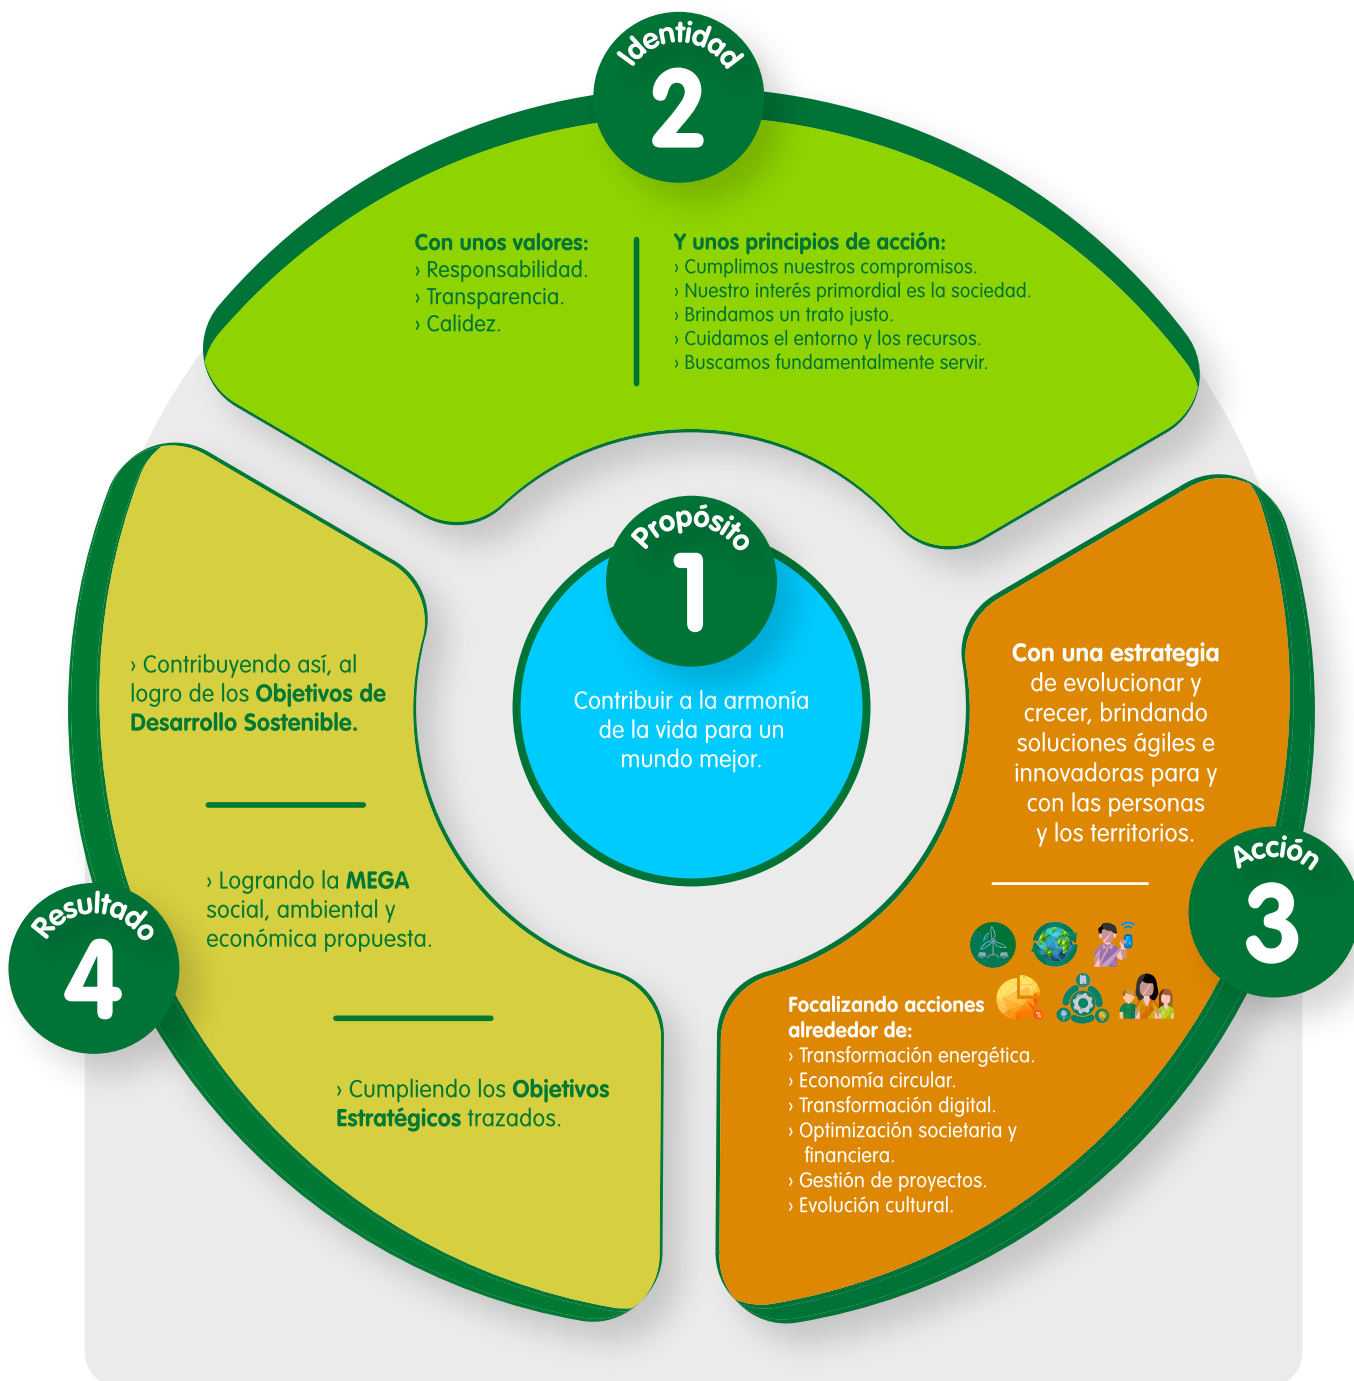 Identidad
2
Con unos valores:
› Responsabilidad.
› Transparencia.
› Calidez.
Y unos principios de acción:
› Cumplimos nuestros compromisos.
› Nuestro interés primordial es la sociedad.
› Brindamos un trato justo.
› Cuidamos el entorno y los recursos.
› Buscamos fundamentalmente servir.
Propósito
1
Contribuir a la armonía
de la vida para un
mundo mejor.
Con una estrategia
de evolucionar y
crecer, brindando
soluciones ágiles e
innovadoras para y
con las personas
y los territorios.
Acción
3
Focalizando acciones
alrededor de:
› Transformación energética.
› Economía circular.
› Transformación digital.
› Optimización societaria y
financiera.
› Gestión de proyectos.
› Evolución cultural.
› Contribuyendo así, al
logro de los Objetivos de
Desarrollo Sostenible.
› Logrando la MEGA
social, ambiental y
económica propuesta.
Resultado
4
› Cumpliendo los Objetivos
Estratégicos trazados.